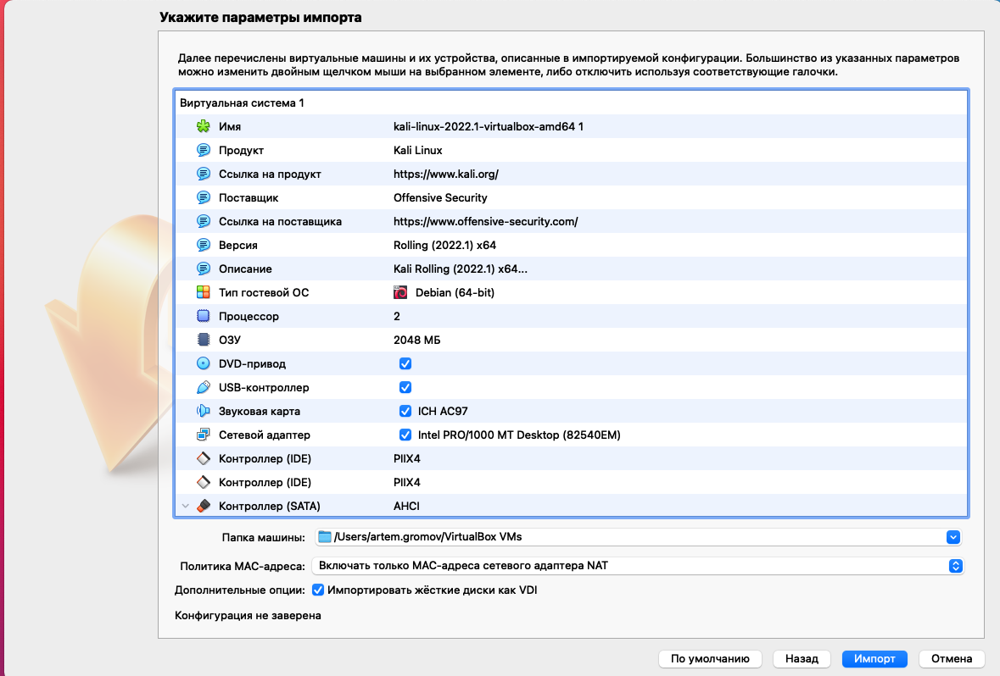 Укажите параметры импорта
Далее перечислены виртуальные машины и их устройства, описанные в импортируемой конфигурации. Большинство из указанных параметров
можно изменить двойным щелчком мыши на выбранном элементе, либо отключить используя соответствующие галочки.
Виртуальная система 1
Имя kali-linux-2022.1-virtualbox-amd64 1
Продукт Kali Linux
Ссылка на продукт https://www.kali.org/
Поставщик Offensive Security
Ссылка на поставщика https://www.offensive-security.com/
Версия Rolling (2022.1) x64
Описание Kali Rolling (2022.1) x64...
Тип гостевой ОС Debian (64-bit)
Процессор 2
ОЗУ 2048 МБ
DVD-привод
USB-контроллер
Звуковая карта ICH AC97
Сетевой адаптер Intel PRO/1000 MT Desktop (82540EM)
Контроллер (IDE) PIIX4
Контроллер (IDE) PIIX4
Контроллер (SATA) AHCI
Папка машины: /Users/artem.gromov/VirtualBox VMs
Политика MAC-адреса: Включать только MAC-адреса сетевого адаптера NAT
Дополнительные опции: Импортировать жёсткие диски как VDI
Конфигурация не заверена
По умолчанию Назад Импорт Отмена